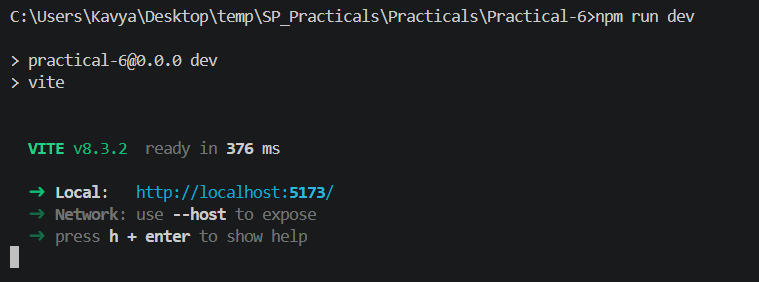 C:\Users\Kavya\Desktop\temp\SP_Practicals\Practicals\Practical-6>npm run dev
> practical-6@0.0.0 dev
> vite
VITE v8.3.2 ready in 376 ms
➜ Local: http://localhost:5173/
➜ Network: use --host to expose
➜ press h + enter to show help